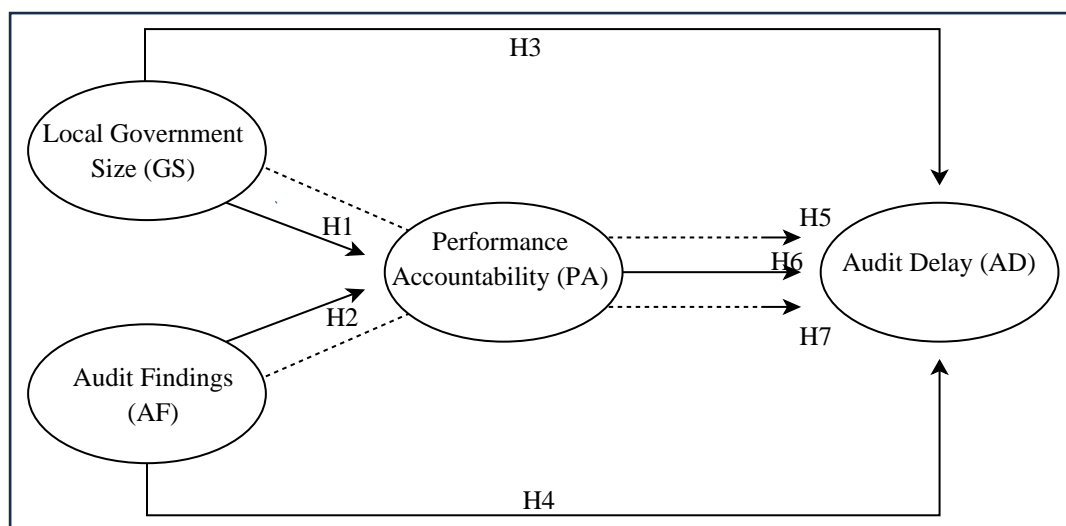 H3
Local Government
Size (GS)
H1
Performance
Accountability (PA)
H5
H6
Audit Delay (AD)
H2
H7
Audit Findings
(AF)
H4